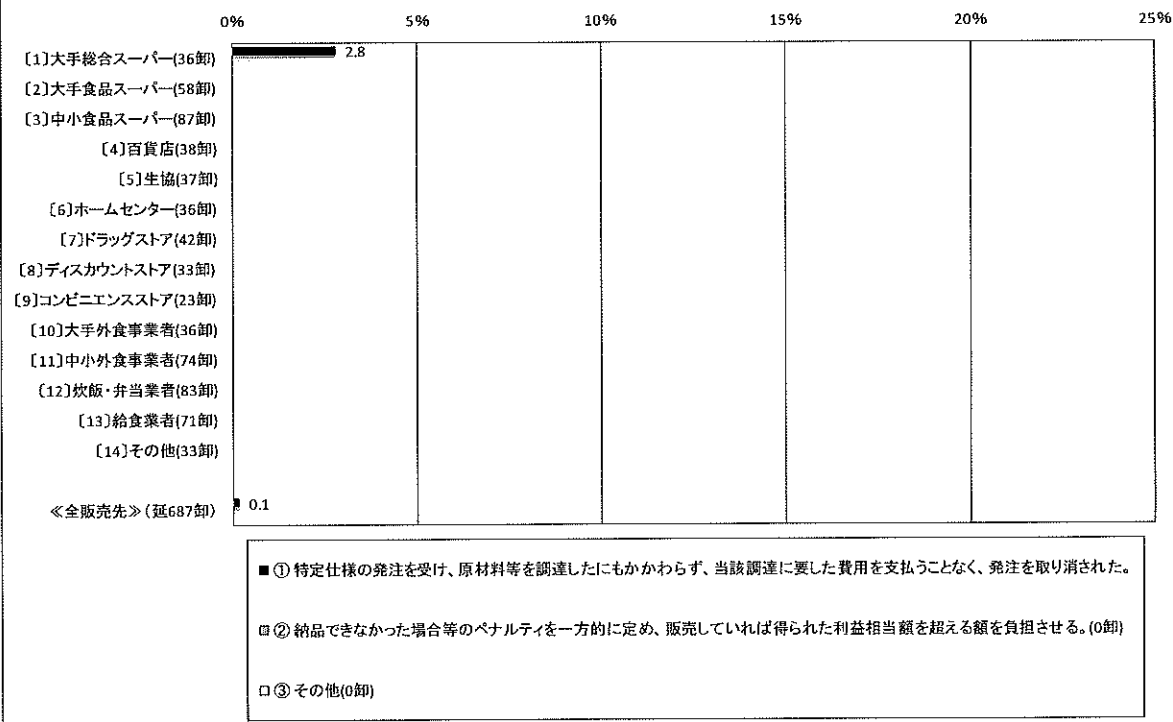 0% 5% 10% 15% 20% 25%
〔1〕大手総合スーパー(36卸) 2.8
〔2〕大手食品スーパー(58卸)
〔3〕中小食品スーパー(87卸)
〔4〕百貨店(38卸)
〔5〕生協(37卸)
〔6〕ホームセンター(36卸)
〔7〕ドラッグストア(42卸)
〔8〕ディスカウントストア(33卸)
〔9〕コンビニエンスストア(23卸)
〔10〕大手外食事業者(36卸)
〔11〕中小外食事業者(74卸)
〔12〕炊飯・弁当業者(83卸)
〔13〕給食業者(71卸)
〔14〕その他(33卸)
≪全販売先≫(延687卸) 0.1
■① 特定仕様の発注を受け、原材料等を調達したにもかかわらず、当該調達に要した費用を支払うことなく、発注を取り消された。
② 納品できなかった場合等のペナルティを一方的に定め、販売していれば得られた利益相当額を超える額を負担させる。(0卸)
□③ その他(0卸)